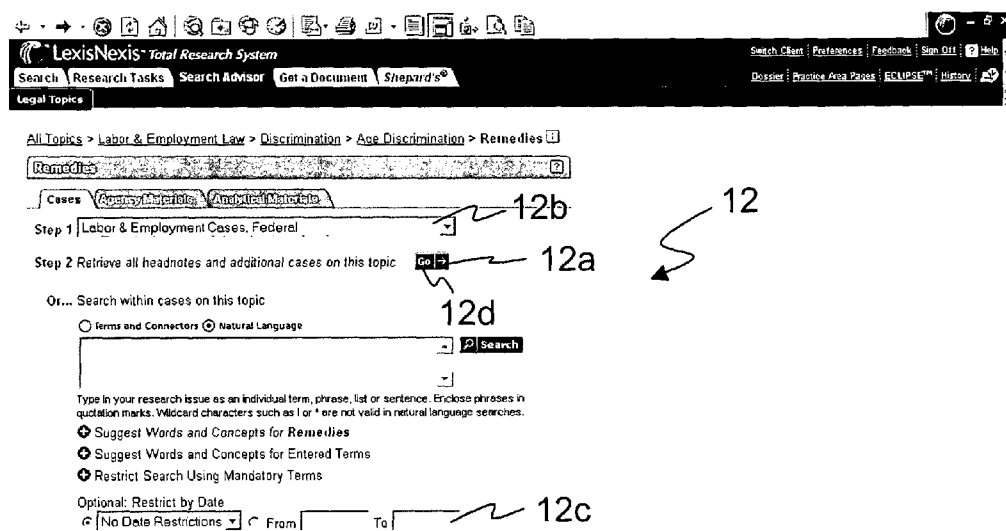 LexisNexis™ Total Research System
Switch Client | Preferences | Feedback | Sign Off | ? Help
Search Research Tasks Search Advisor Get a Document Shepard's®
Dossier | Practice Area Pages | ECLIPSE™ | History
Legal Topics
All Topics > Labor & Employment Law > Discrimination > Age Discrimination > Remedies i
Remedies ?
Cases Agency Materials Analytical Materials
Step 1 Labor & Employment Cases, Federal 12b
12
Step 2 Retrieve all headnotes and additional cases on this topic Go → 12a
12d
Or... Search within cases on this topic
Terms and Connectors Natural Language
Search
Type in your research issue as an individual term, phrase, list or sentence. Enclose phrases in
quotation marks. Wildcard characters such as ! or * are not valid in natural language searches.
Suggest Words and Concepts for Remedies
Suggest Words and Concepts for Entered Terms
Restrict Search Using Mandatory Terms
Optional: Restrict by Date
No Date Restrictions From To 12c